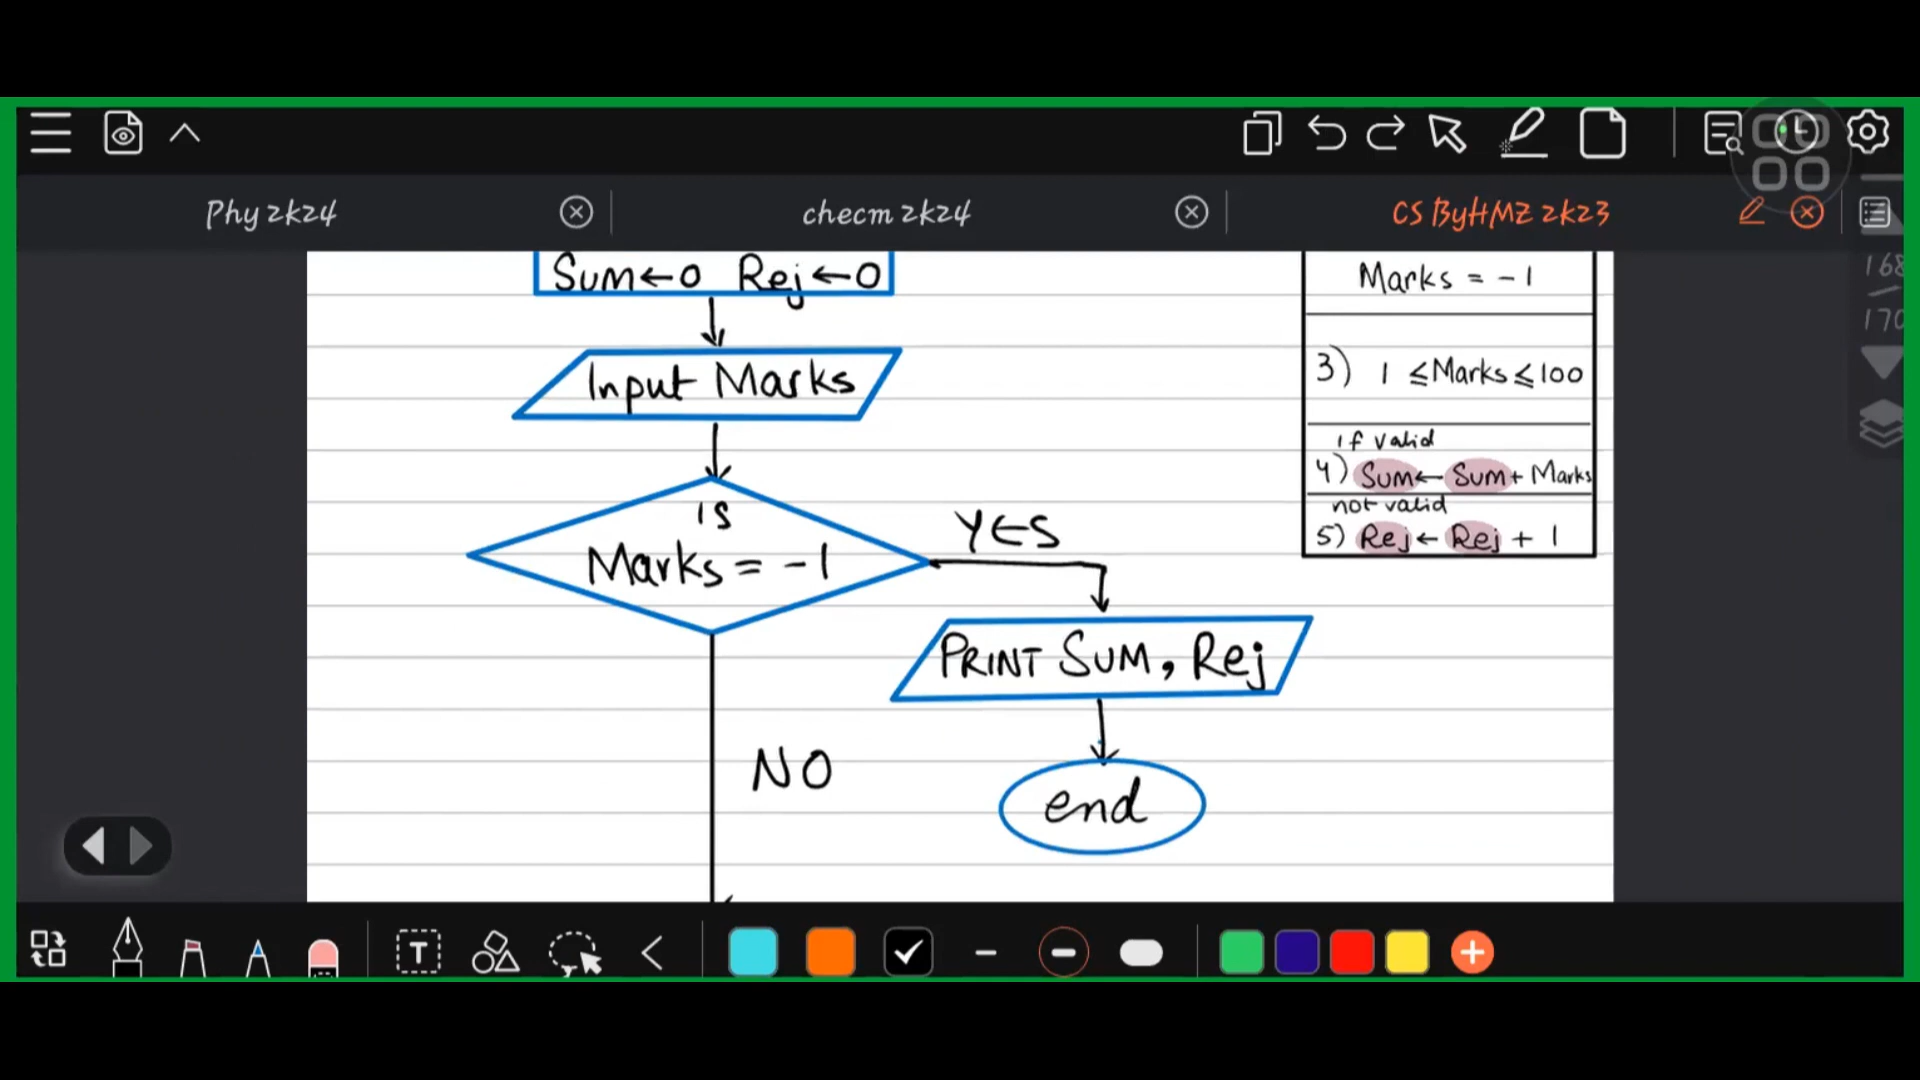 Phy 2k24
checm 2k24
CS ByHMZ 2k23
168
170
Sum←0 Rej←0
Input Marks
is
Marks = -1
YES
PRINT SUM, Rej
end
NO
Marks = -1
3) 1 ≤Marks≤100
if valid
4) Sum← Sum+ Marks
not valid
5) Rej← Rej + 1
T